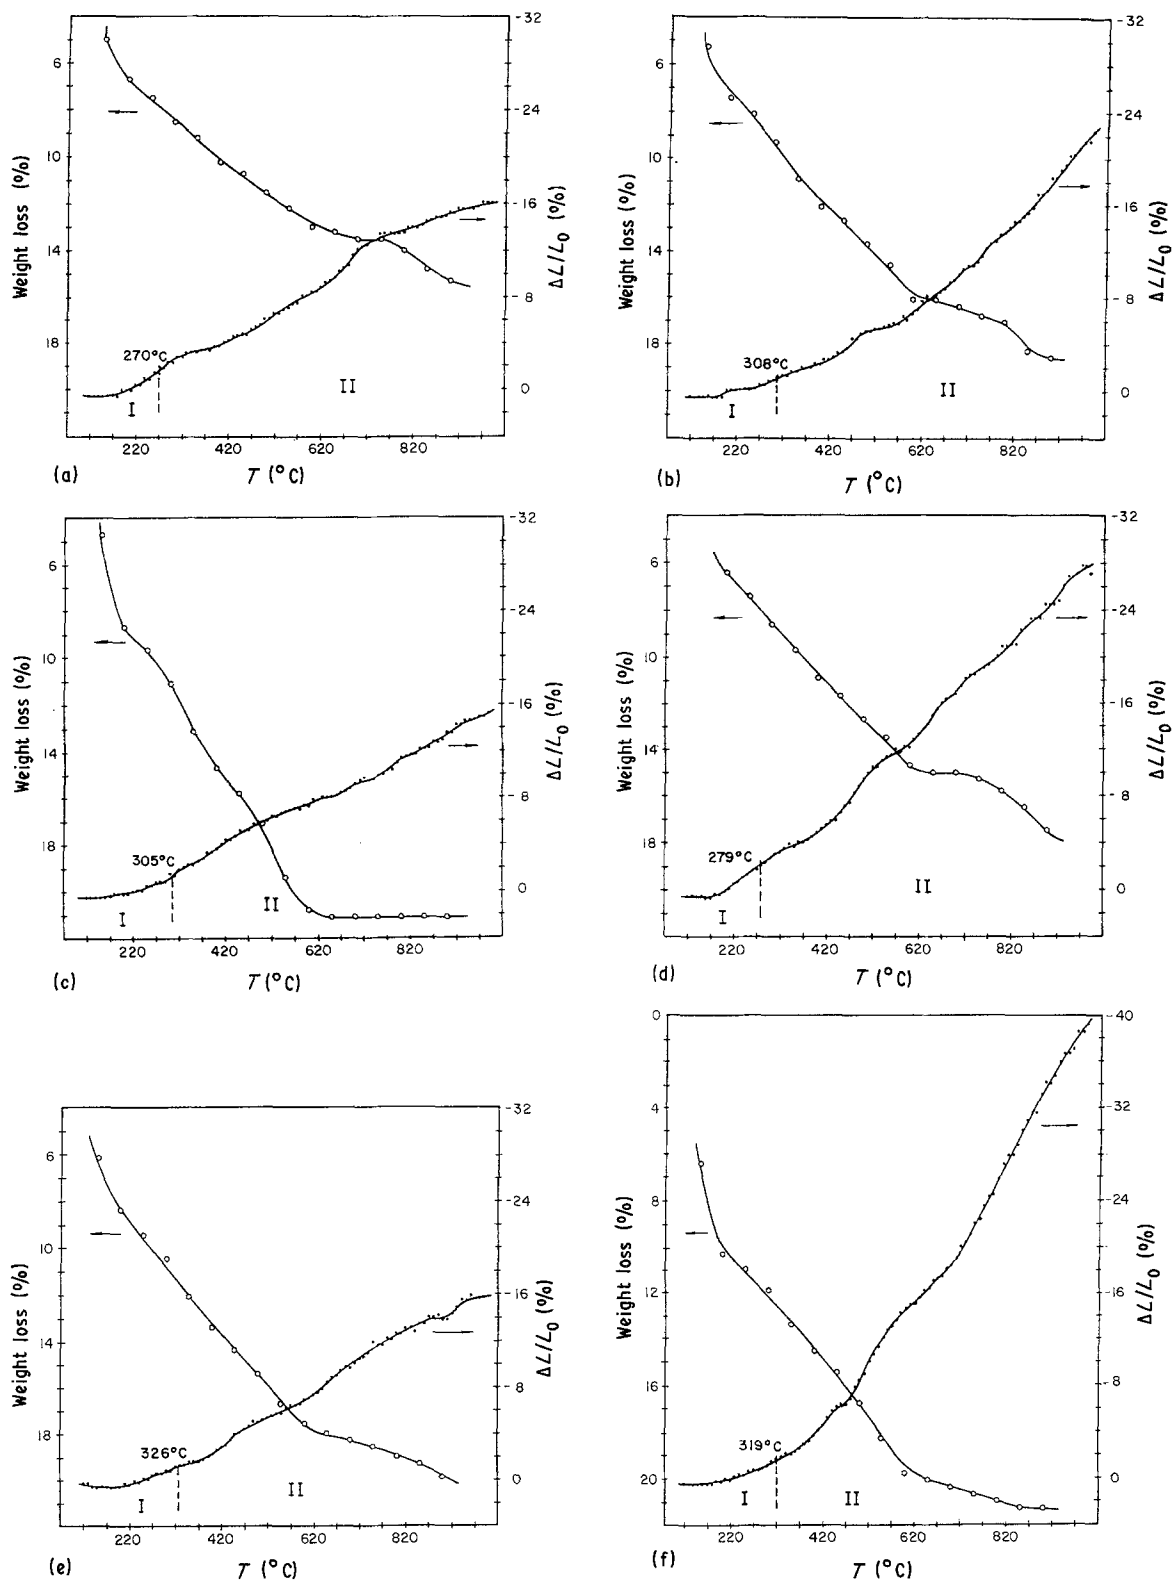 6
10
14
18
Weight loss (%)
-32
-24
-16
-8
0
ΔL/L0 (%)
270°C
I
II
220
420
620
820
(a)
T (°C)
6
10
14
18
Weight loss (%)
-32
-24
-16
-8
0
ΔL/L0 (%)
308°C
I
II
220
420
620
820
(b)
T (°C)
6
10
14
18
Weight loss (%)
-32
-24
-16
-8
0
ΔL/L0 (%)
305°C
I
II
220
420
620
820
(c)
T (°C)
6
10
14
18
Weight loss (%)
-32
-24
-16
-8
0
ΔL/L0 (%)
279°C
I
II
220
420
620
820
(d)
T (°C)
6
10
14
18
Weight loss (%)
-32
-24
-16
-8
0
ΔL/L0 (%)
326°C
I
II
220
420
620
820
(e)
T (°C)
0
4
8
12
16
20
Weight loss (%)
-40
-32
-24
-16
-8
0
ΔL/L0 (%)
319°C
I
II
220
420
620
820
(f)
T (°C)